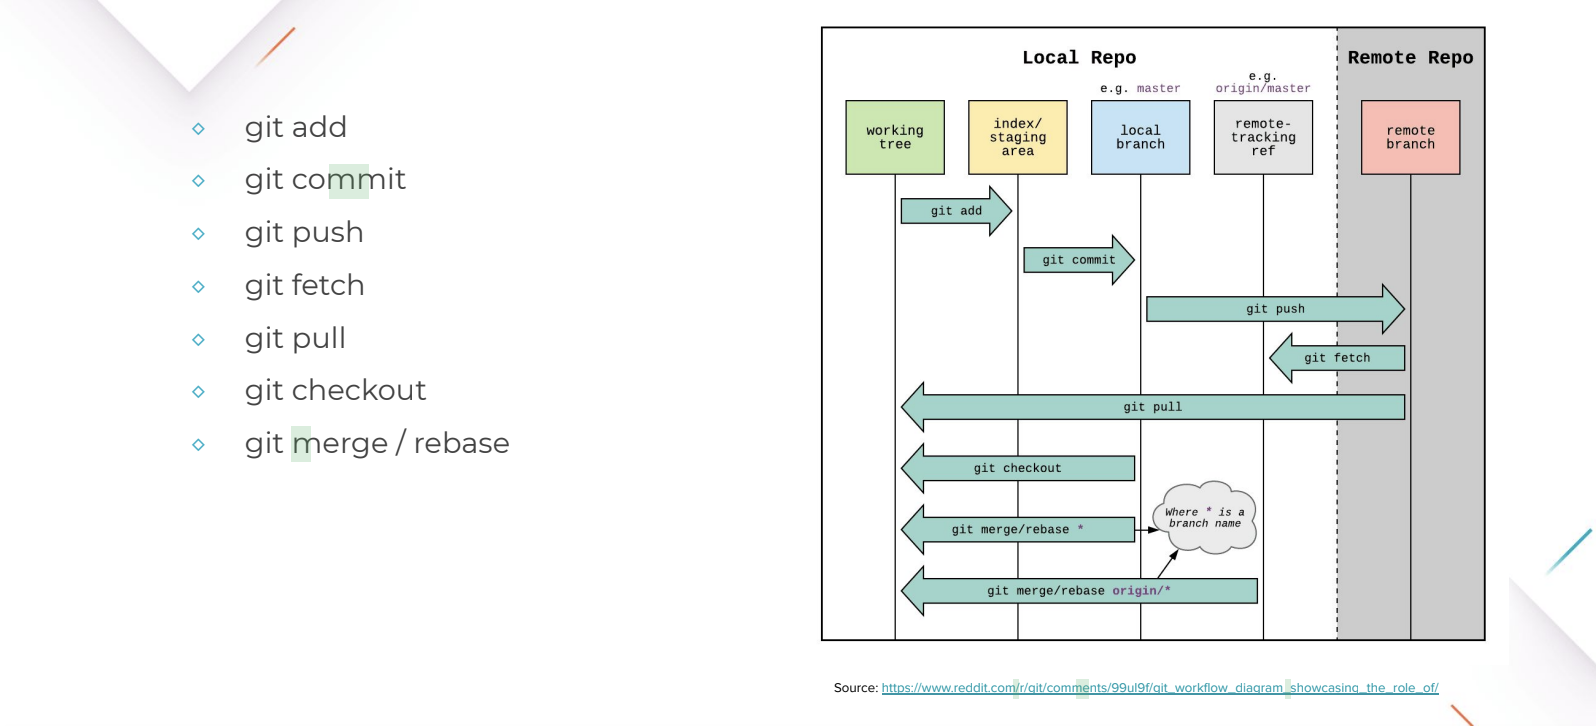 git add
git commit
git push
git fetch
git pull
git checkout
git merge / rebase
Local Repo
Remote Repo
e.g. master
e.g.
origin/master
working
tree
index/
staging
area
local
branch
remote-
tracking
ref
remote
branch
git add
git commit
git push
git fetch
git pull
git checkout
git merge/rebase *
Where * is a
branch name
git merge/rebase origin/*
Source: https://www.reddit.com/r/git/comments/99ul9f/git_workflow_diagram_showcasing_the_role_of/